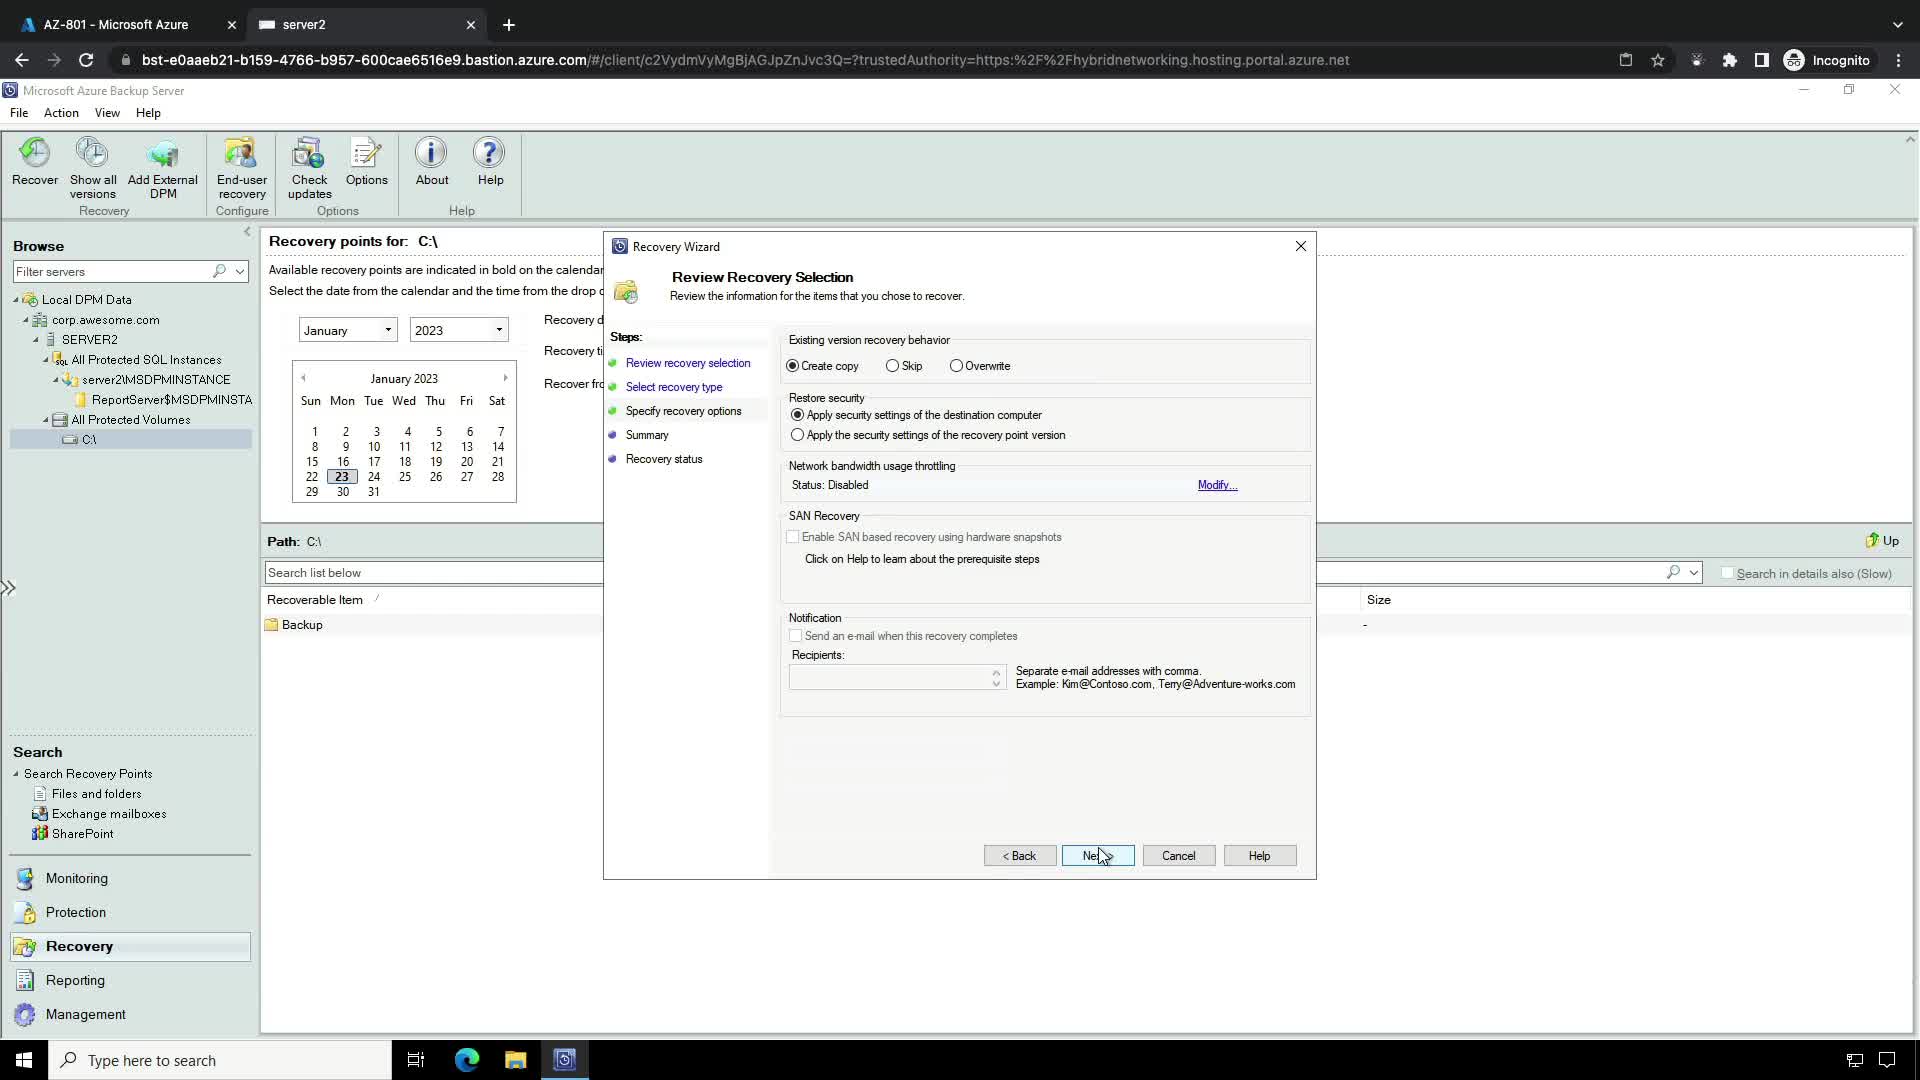 AZ-801 - Microsoft Azure
server2
bst-e0aaeb21-b159-4766-b957-600cae6516e9.bastion.azure.com/#/client/c2VydmVyMgBjAGJpZnJvc3Q=?trustedAuthority=https:%2F%2Fhybridnetworking.hosting.portal.azure.net
Incognito
Microsoft Azure Backup Server
File Action View Help
Recover
Show all versions
Add External DPM
Recovery
End-user recovery
Configure
Check updates
Options
Options
About
Help
Help
Browse
Filter servers
Local DPM Data
corp.awesome.com
SERVER2
All Protected SQL Instances
server2\MSDPMINSTANCE
ReportServer$MSDPMINSTA
All Protected Volumes
C:\
Search
Search Recovery Points
Files and folders
Exchange mailboxes
SharePoint
Monitoring
Protection
Recovery
Reporting
Management
Recovery points for: C:\
Available recovery points are indicated in bold on the calendar
Select the date from the calendar and the time from the drop
January 2023
Recovery d
Recovery ti
Recover fro
January 2023
Sun Mon Tue Wed Thu Fri Sat
1 2 3 4 5 6 7
8 9 10 11 12 13 14
15 16 17 18 19 20 21
22 23 24 25 26 27 28
29 30 31
Path: C:\
Up
Search list below
Search in details also (Slow)
Recoverable Item
Size
Backup
-
Recovery Wizard
Review Recovery Selection
Review the information for the items that you chose to recover.
Steps:
Review recovery selection
Select recovery type
Specify recovery options
Summary
Recovery status
Existing version recovery behavior
Create copy Skip Overwrite
Restore security
Apply security settings of the destination computer
Apply the security settings of the recovery point version
Network bandwidth usage throttling
Status: Disabled
Modify...
SAN Recovery
Enable SAN based recovery using hardware snapshots
Click on Help to learn about the prerequisite steps
Notification
Send an e-mail when this recovery completes
Recipients:
Separate e-mail addresses with comma.
Example: Kim@Contoso.com, Terry@Adventure-works.com
< Back
Cancel
Help
Type here to search